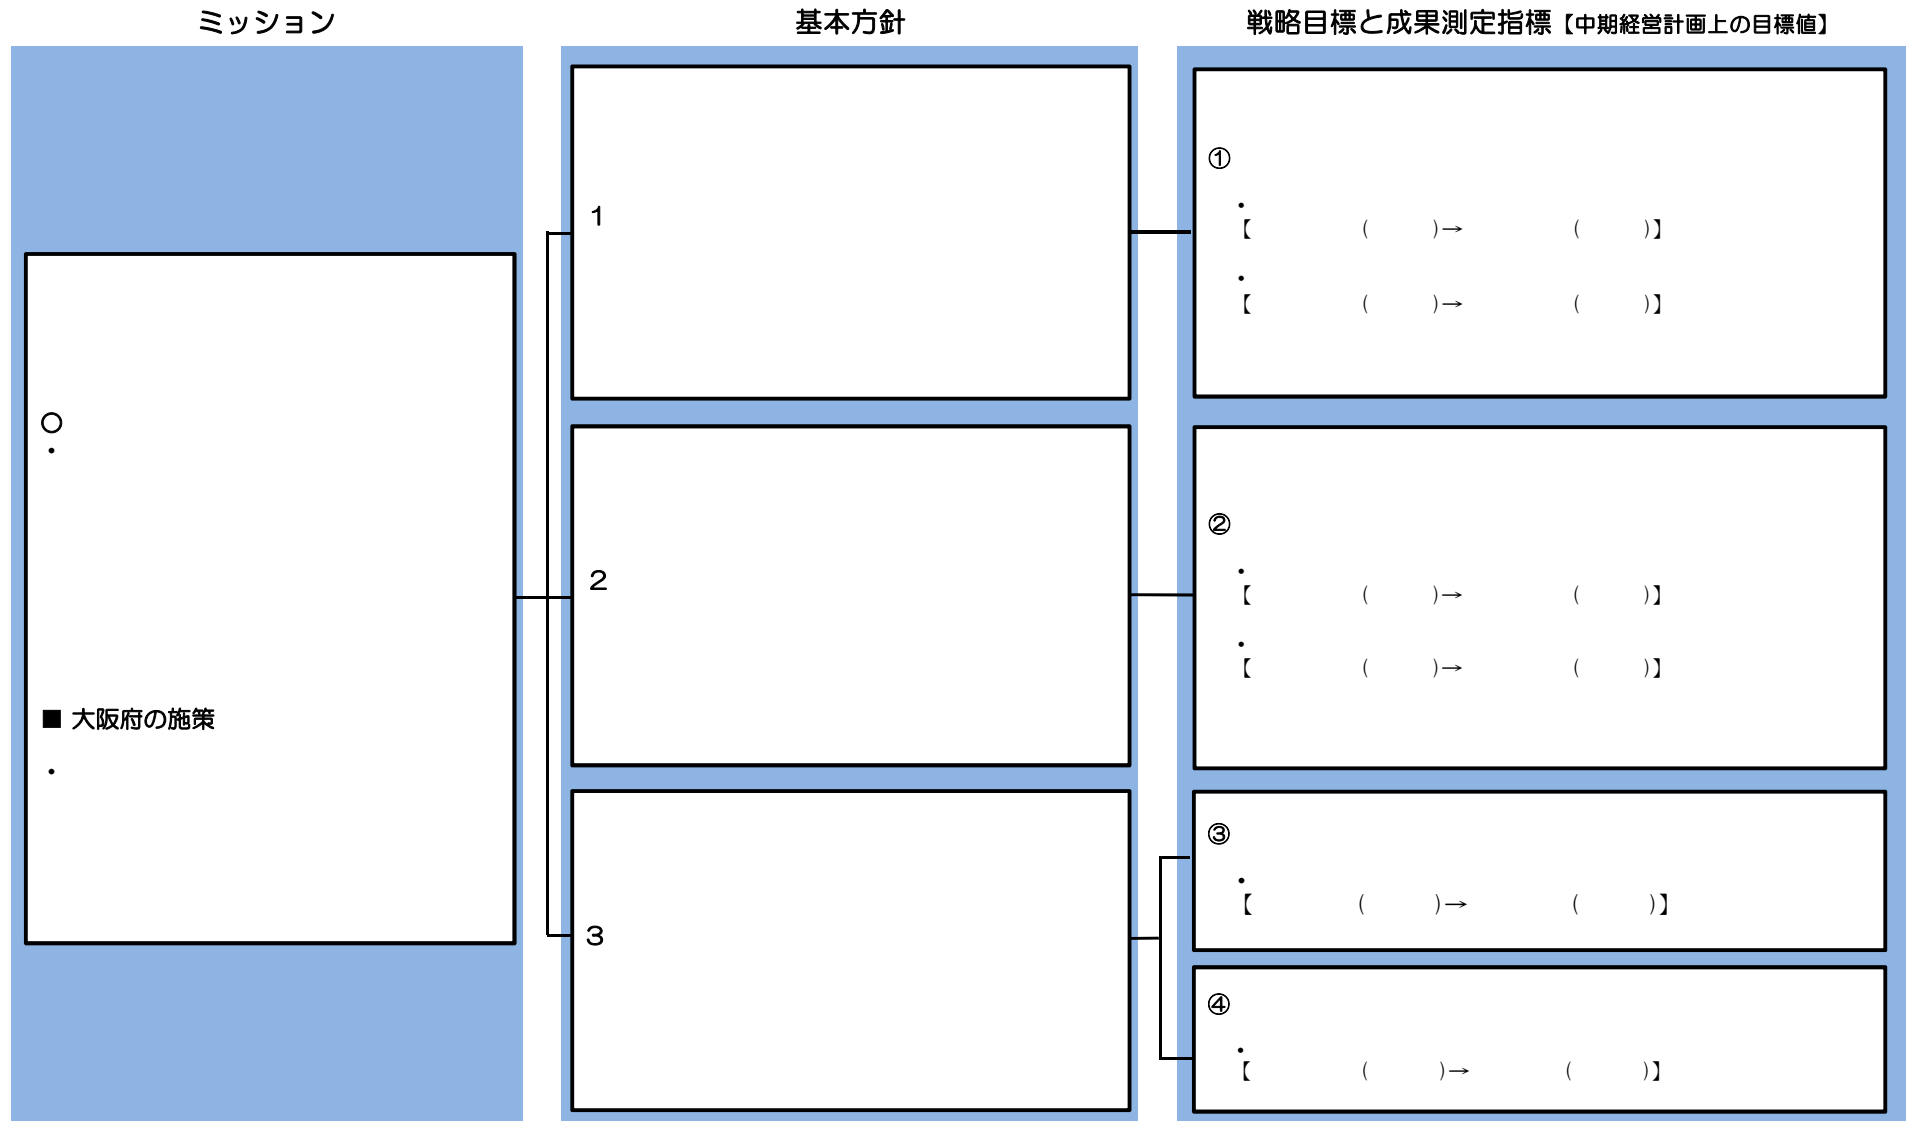 ミッション
基本方針
戦略目標と成果測定指標【中期経営計画上の目標値】
○
・
■ 大阪府の施策
・
1
2
3
①
・
【 ( )→ ( )】
・
【 ( )→ ( )】
②
・
【 ( )→ ( )】
・
【 ( )→ ( )】
③
・
【 ( )→ ( )】
④
・
【 ( )→ ( )】